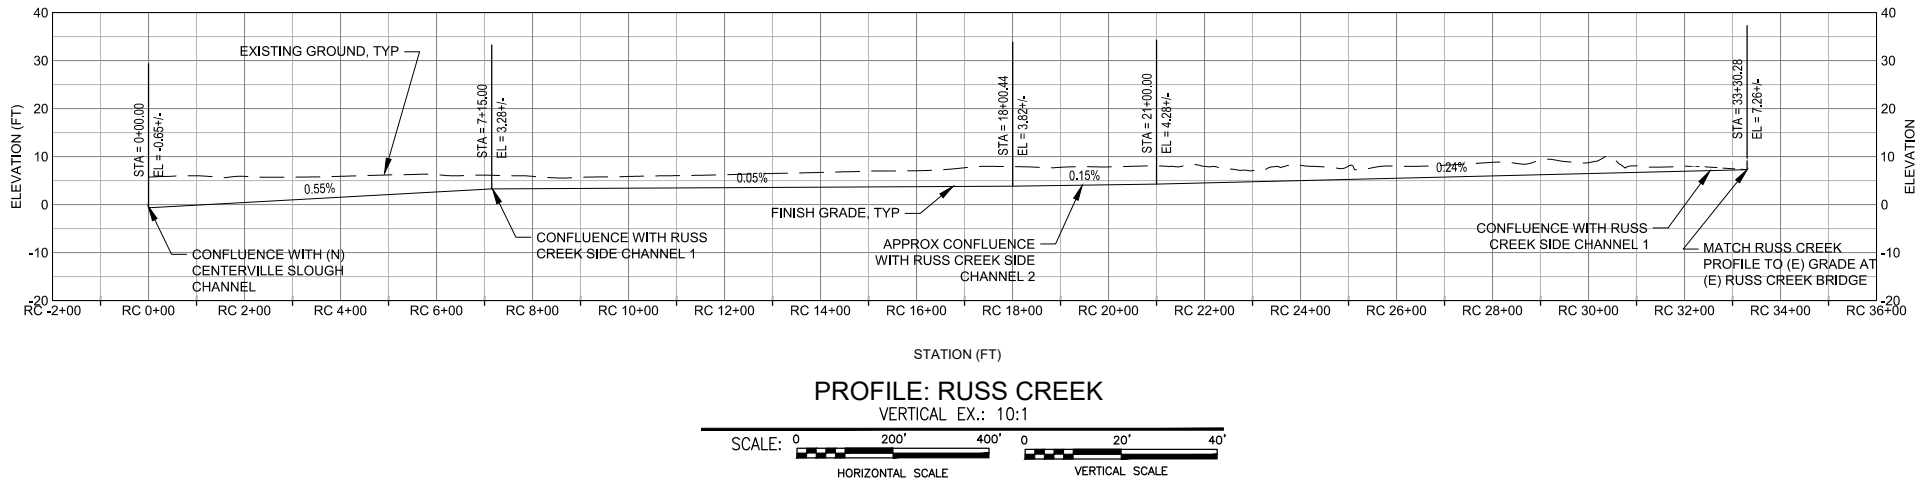 40
30
20
10
0
-10
-20
ELEVATION (FT)
EXISTING GROUND, TYP
STA = 0+00.00
EL = -0.65+/-
STA = 7+15.00
EL = 3.28+/-
STA = 18+00.44
EL = 3.82+/-
STA = 21+00.00
EL = 4.28+/-
STA = 33+30.28
EL = 7.26+/-
0.55%
0.05%
0.15%
0.24%
FINISH GRADE, TYP
CONFLUENCE WITH (N)
CENTERVILLE SLOUGH
CHANNEL
CONFLUENCE WITH RUSS
CREEK SIDE CHANNEL 1
APPROX CONFLUENCE
WITH RUSS CREEK SIDE
CHANNEL 2
CONFLUENCE WITH RUSS
CREEK SIDE CHANNEL 1
MATCH RUSS CREEK
PROFILE TO (E) GRADE AT
(E) RUSS CREEK BRIDGE
40
30
20
10
0
-10
-20
ELEVATION
RC -2+00 RC 0+00 RC 2+00 RC 4+00 RC 6+00 RC 8+00 RC 10+00 RC 12+00 RC 14+00 RC 16+00 RC 18+00 RC 20+00 RC 22+00 RC 24+00 RC 26+00 RC 28+00 RC 30+00 RC 32+00 RC 34+00 RC 36+00
STATION (FT)
PROFILE: RUSS CREEK
VERTICAL EX.: 10:1
SCALE: 0 200' 400' 0 20' 40'
HORIZONTAL SCALE VERTICAL SCALE